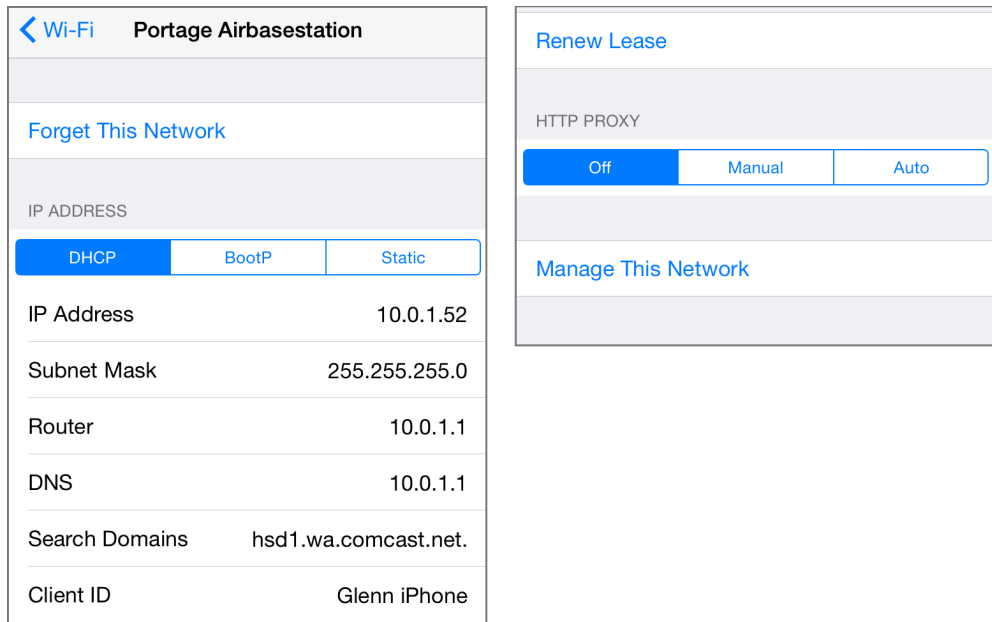 Wi-Fi Portage Airbasestation
Forget This Network
IP ADDRESS
DHCP BootP Static
IP Address 10.0.1.52
Subnet Mask 255.255.255.0
Router 10.0.1.1
DNS 10.0.1.1
Search Domains hsd1.wa.comcast.net.
Client ID Glenn iPhone
Renew Lease
HTTP PROXY
Off Manual Auto
Manage This Network